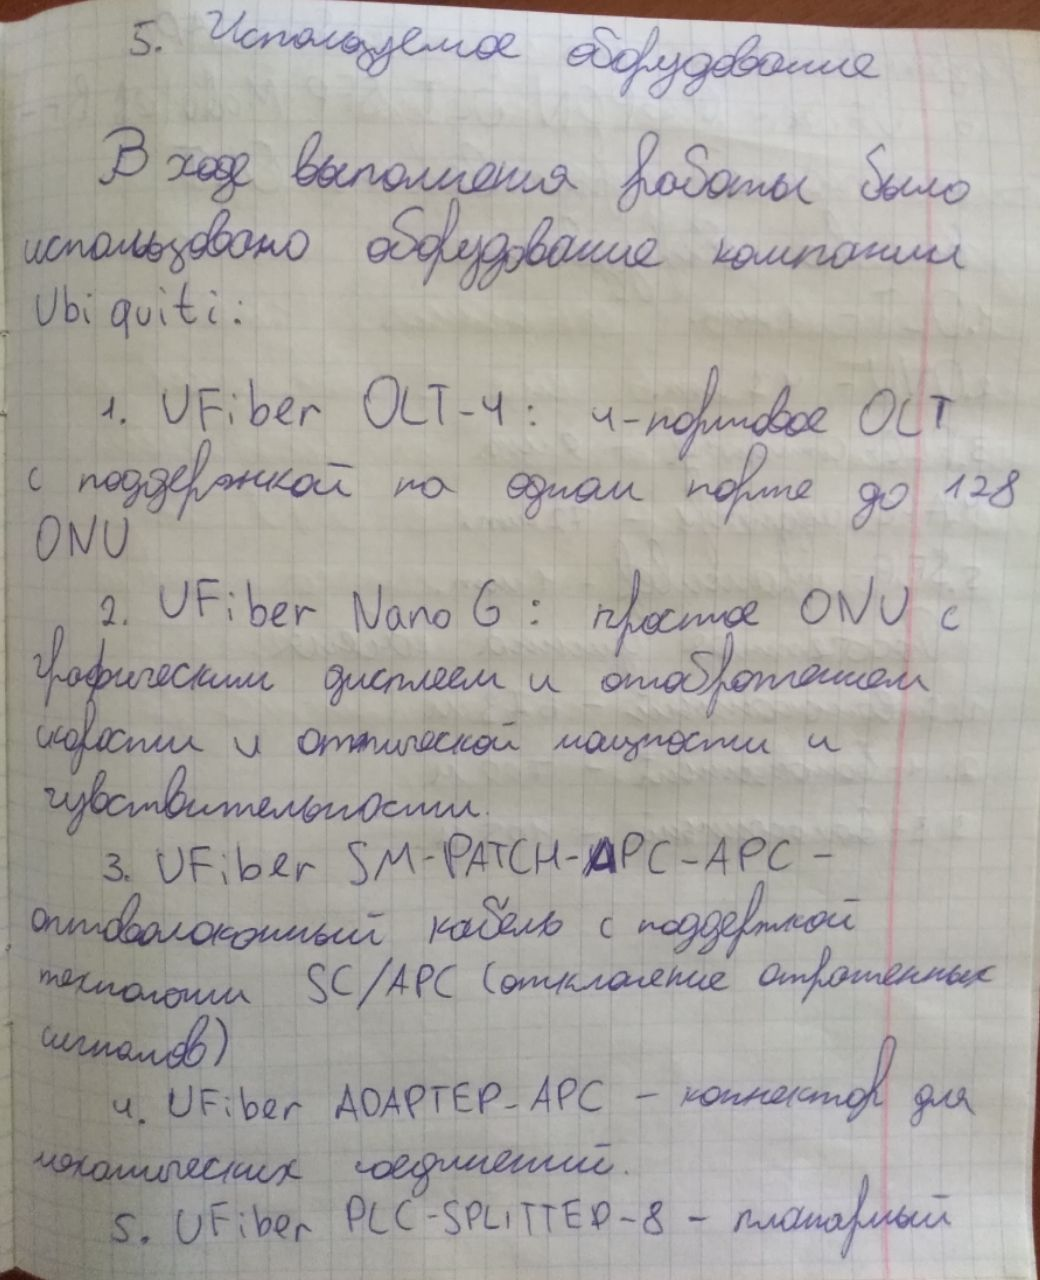 5. Используемое оборудование
В ходе выполнения работы было
использовано оборудование компании
Ubiquiti:
1. UFiber OLT-4: 4-портовое OLT
с поддержкой на одном порте до 128
ONU
2. UFiber Nano G: простое ONU с
графическим дисплеем и отображением
скорости и оптической мощности и
чувствительности.
3. UFiber SM-PATCH-APC-APC -
оптоволоконный кабель с поддержкой
технологии SC/APC (отклонение отраженных
сигналов)
4. UFiber ADAPTEP-APC - коннектор для
механических соединений.
5. UFiber PLC-SPLITTEP-8 - планарный